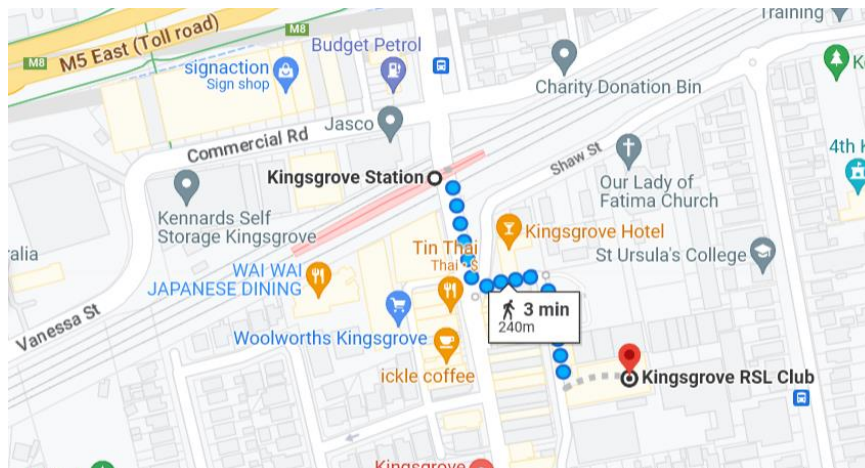 Training
M8
M5 East (Toll road)
M8
Budget Petrol
signaction
Sign shop
Charity Donation Bin
Jasco
Commercial Rd
Shaw St
4th K
Kingsgrove Station
Our Lady of
Fatima Church
Kennards Self
Storage Kingsgrove
Kingsgrove Hotel
Tin Thai
Thai · $
St Ursula's College
ralia
WAI WAI
JAPANESE DINING
3 min
240m
Vanessa St
Woolworths Kingsgrove
ickle coffee
Kingsgrove RSL Club
Kingsgrove